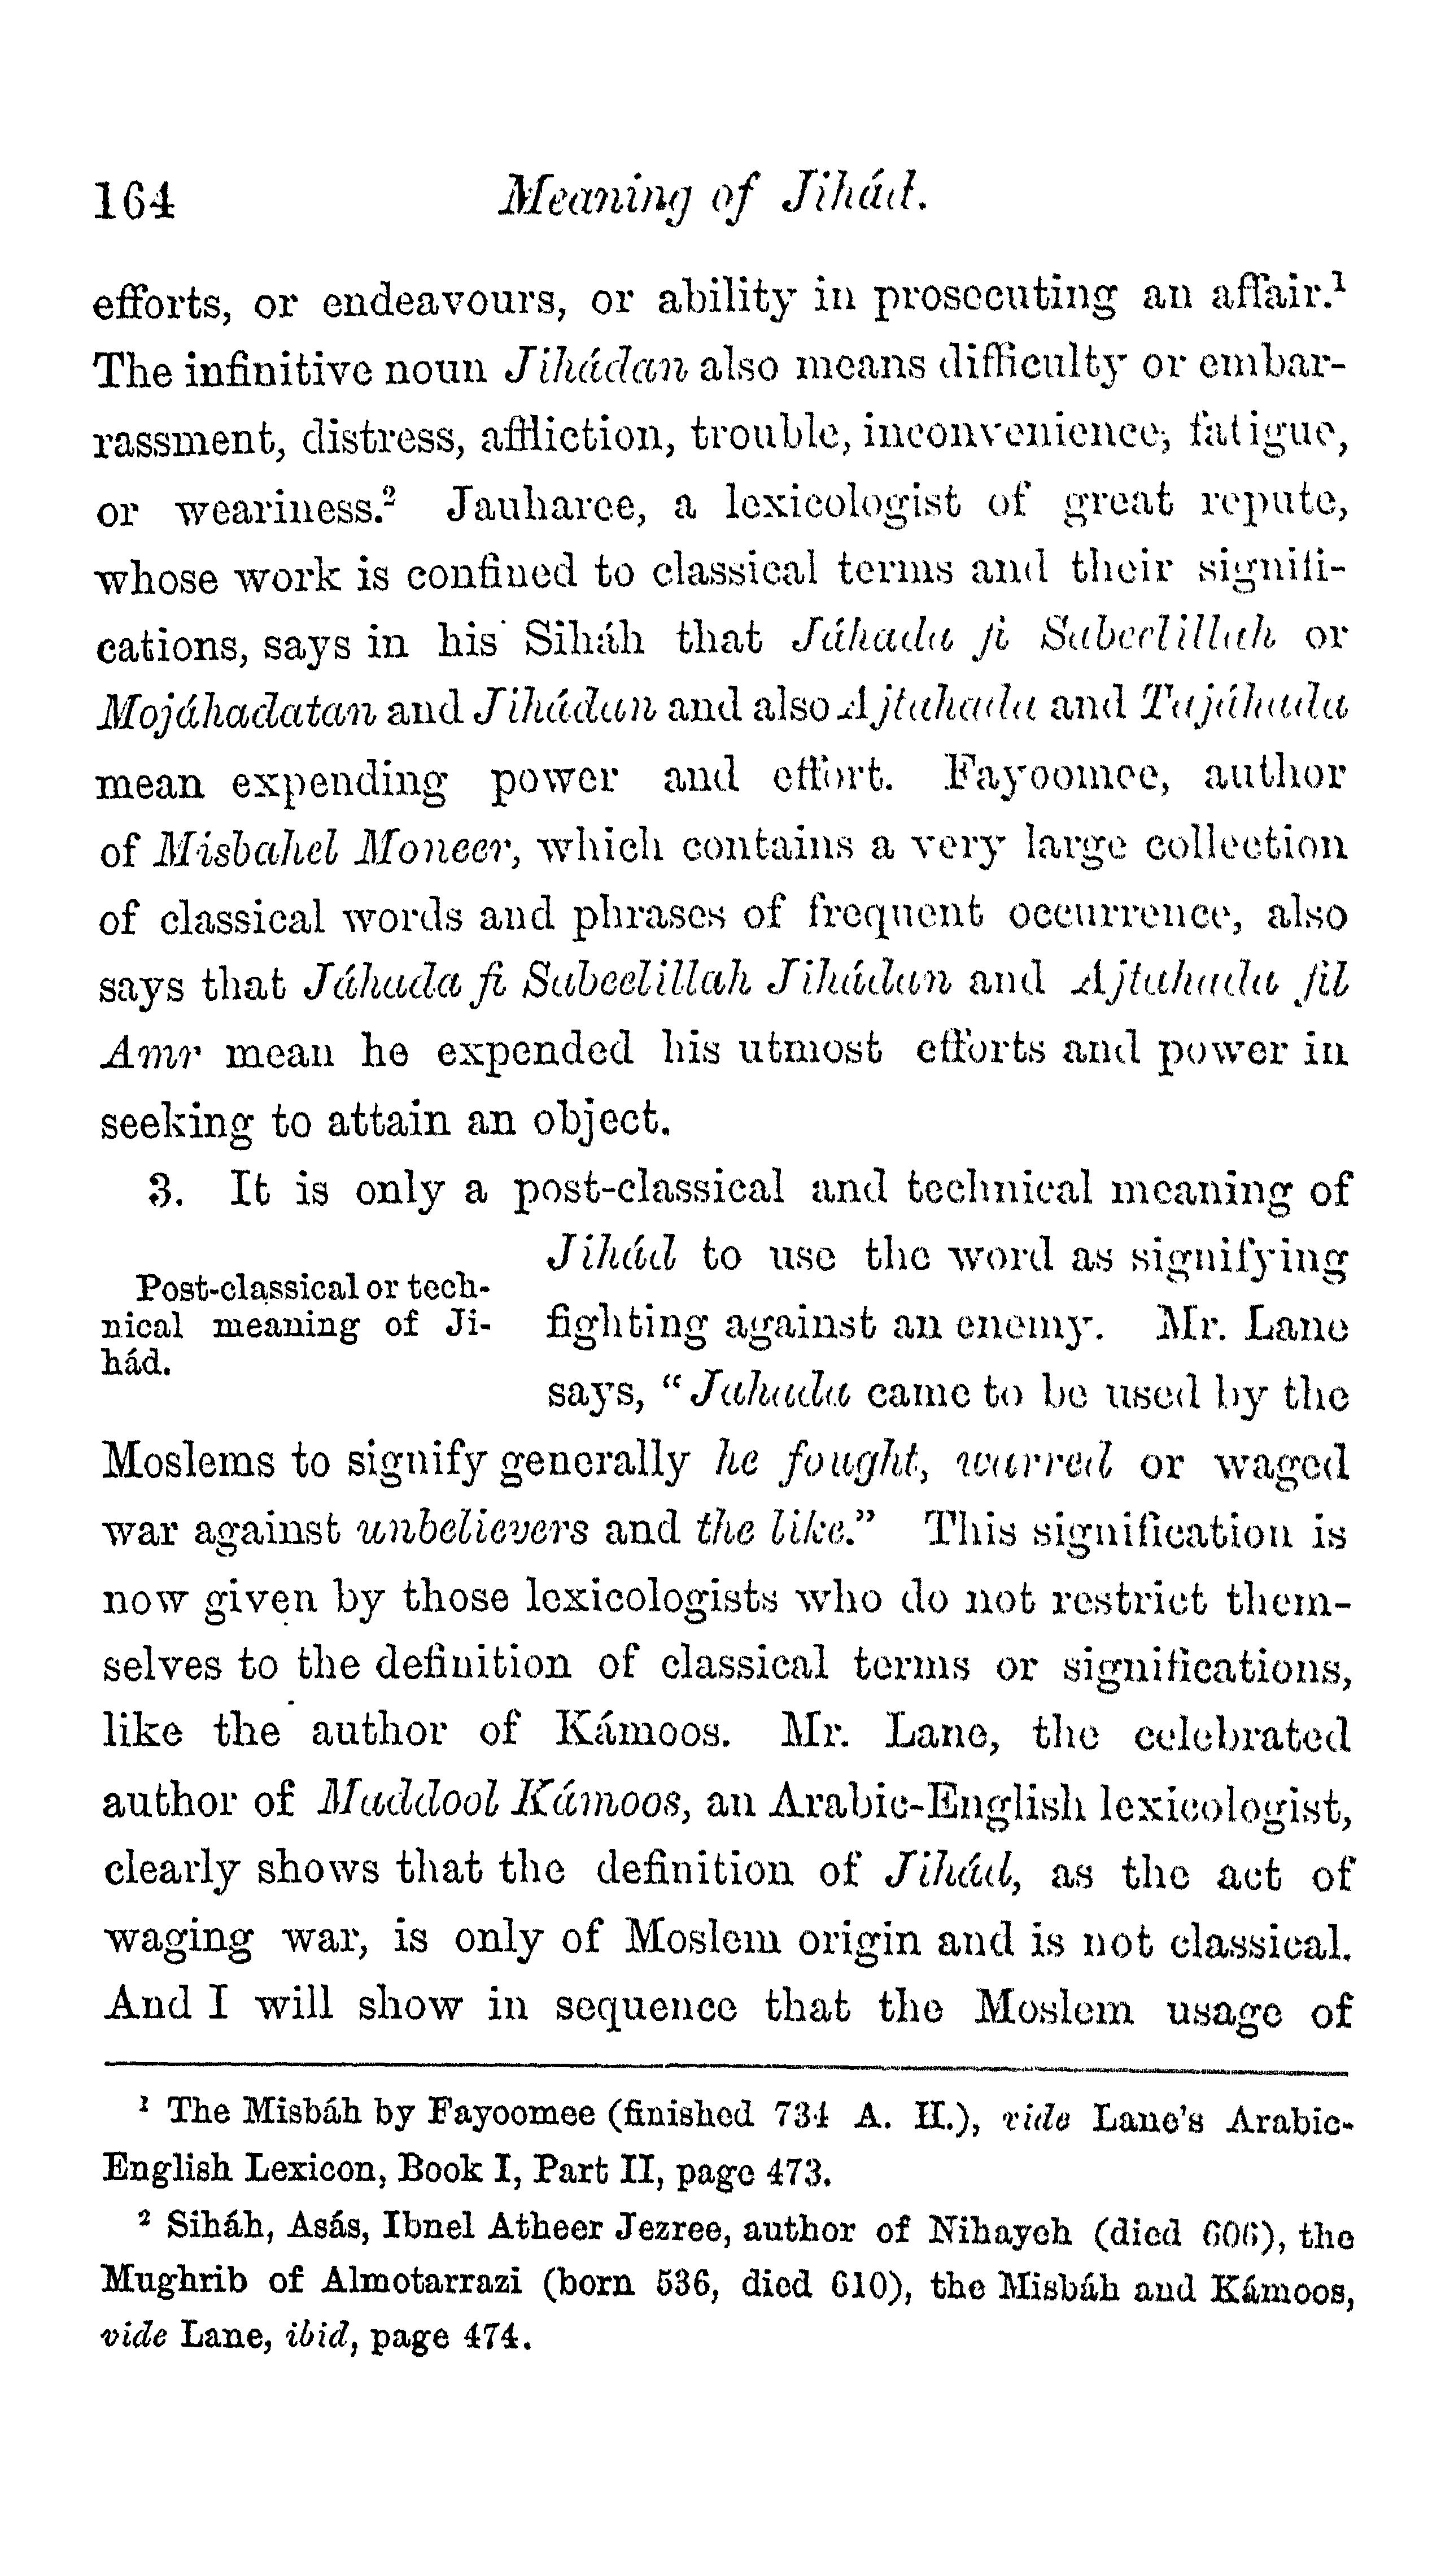 164 Meaning of Jihád.
efforts, or endeavours, or ability in prosecuting an affair.¹
The infinitive noun Jihádan also means difficulty or embar-
rassment, distress, affliction, trouble, inconvenience, fatigue,
or weariness.² Jauharee, a lexicologist of great repute,
whose work is confined to classical terms and their signifi-
cations, says in his Siháh that Jáhada fi Sabeelillah or
Mojáhadatan and Jihádan and also Ajtahada and Tajáhada
mean expending power and effort. Fayoomee, author
of Misbahel Moneer, which contains a very large collection
of classical words and phrases of frequent occurrence, also
says that Jáhada fi Sabeelillah Jihádan and Ajtahada fil
Amr mean he expended his utmost efforts and power in
seeking to attain an object.
3. It is only a post-classical and technical meaning of
Post-classical or tech-
nical meaning of Ji-
hád.
Jihád to use the word as signifying
fighting against an enemy. Mr. Lane
says, “Jahada came to be used by the
Moslems to signify generally he fought, warred or waged
war against unbelievers and the like.” This signification is
now given by those lexicologists who do not restrict them-
selves to the definition of classical terms or significations,
like the author of Kámoos. Mr. Lane, the celebrated
author of Maddool Kámoos, an Arabic-English lexicologist,
clearly shows that the definition of Jihád, as the act of
waging war, is only of Moslem origin and is not classical.
And I will show in sequence that the Moslem usage of
¹ The Misbáh by Fayoomee (finished 734 A. H.), vide Lane's Arabic-
English Lexicon, Book I, Part II, page 473.
² Siháh, Asás, Ibnel Atheer Jezree, author of Nihayeh (died 606), the
Mughrib of Almotarrazi (born 536, died 610), the Misbáh and Kámoos,
vide Lane, ibid, page 474.